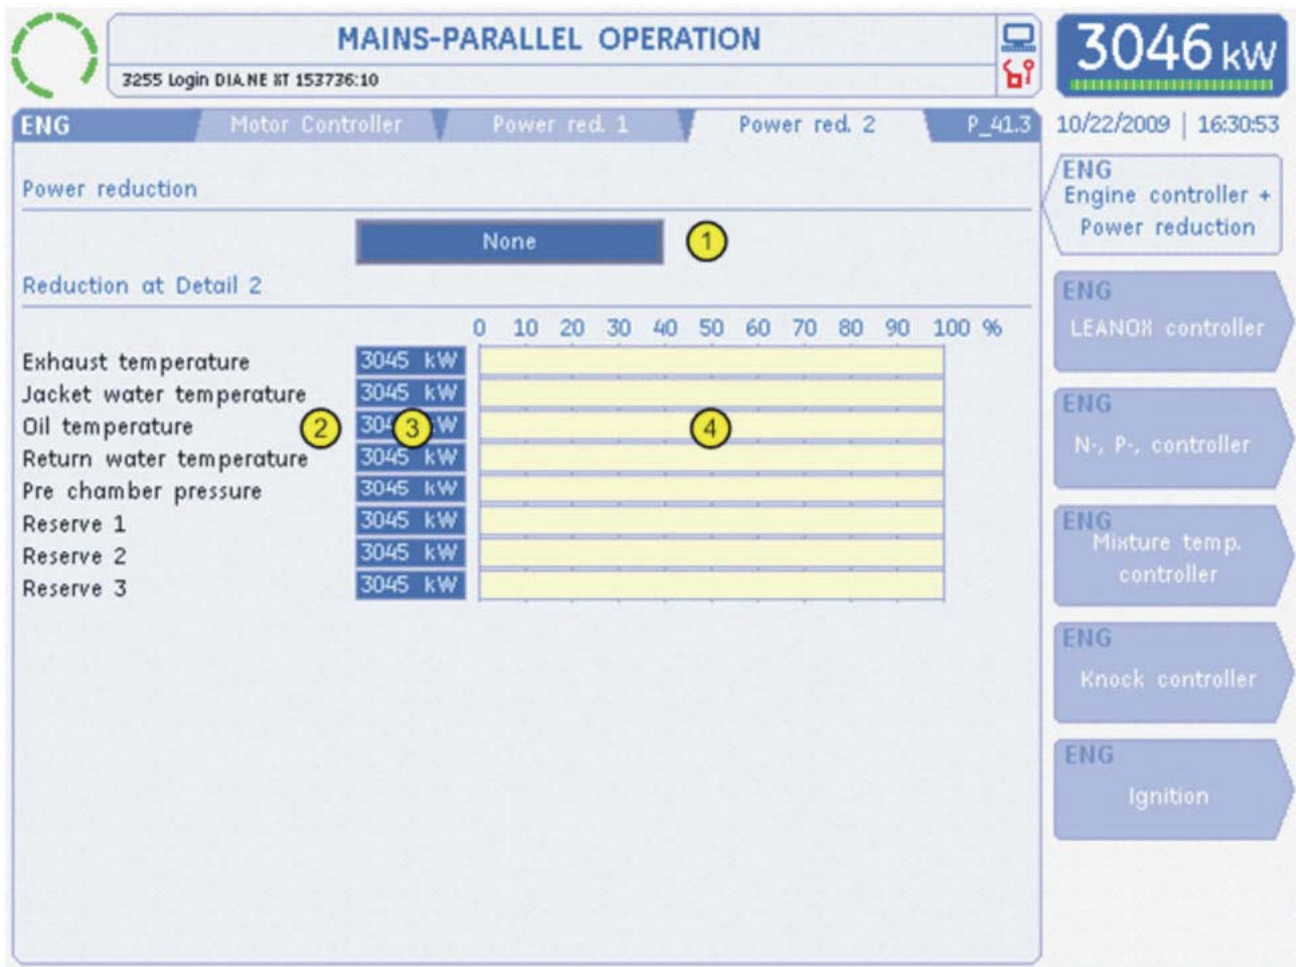 MAINS-PARALLEL OPERATION
3046 kW
3255 Login DIA.NE XT 153736:10
ENG Motor Controller Power red. 1 Power red. 2 P_41.3
10/22/2009 | 16:30:53
Power reduction
None 1
Reduction at Detail 2
0 10 20 30 40 50 60 70 80 90 100 %
Exhaust temperature 3045 kW
Jacket water temperature 3045 kW
Oil temperature 2 304 3 W 4
Return water temperature 3045 kW
Pre chamber pressure 3045 kW
Reserve 1 3045 kW
Reserve 2 3045 kW
Reserve 3 3045 kW
ENG
Engine controller +
Power reduction
ENG
LEANOX controller
ENG
N-, P-, controller
ENG
Mixture temp.
controller
ENG
Knock controller
ENG
Ignition